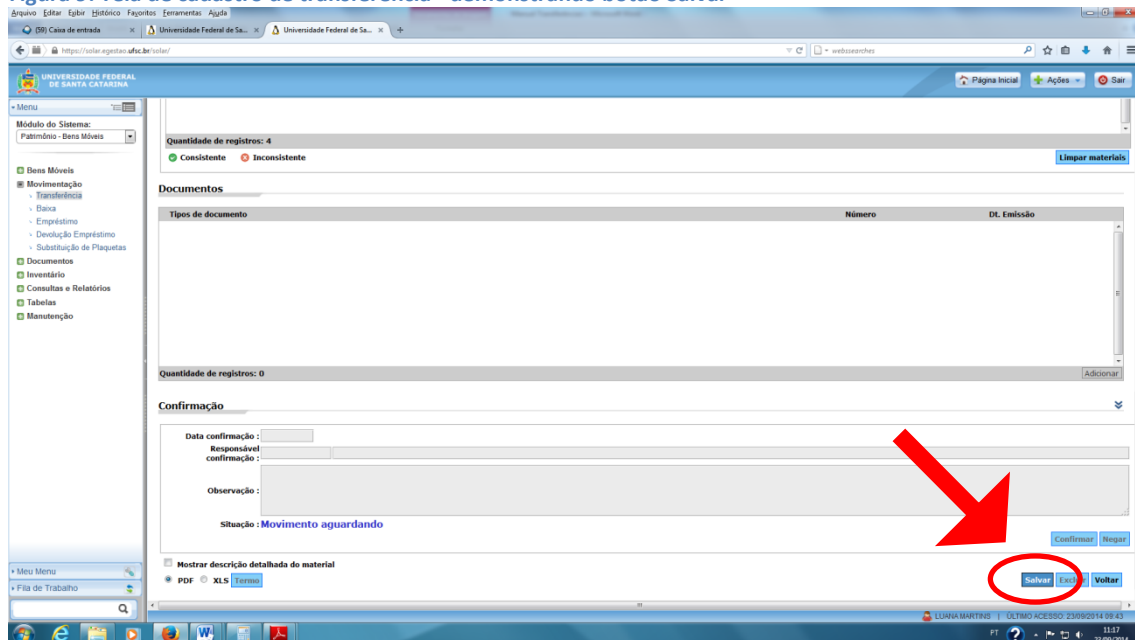 Arquivo Editar Exibir Histórico Favoritos Ferramentas Ajuda
(59) Caixa de entrada × Universidade Federal de Sa... × Universidade Federal de Sa... × +
https://solar.egestao.ufsc.br/solar/ websearches
UNIVERSIDADE FEDERAL
DE SANTA CATARINA
Página Inicial Ações Sair
Menu
Módulo do Sistema:
Patrimônio - Bens Móveis
Bens Móveis
Movimentação
Transferência
Baixa
Empréstimo
Devolução Empréstimo
Substituição de Plaquetas
Documentos
Inventário
Consultas e Relatórios
Tabelas
Manutenção
Meu Menu
Fila de Trabalho
Quantidade de registros: 4
Consistente Inconsistente Limpar materiais
Documentos
Tipos de documento Número Dt. Emissão
Quantidade de registros: 0 Adicionar
Confirmação
Data confirmação :
Responsável
confirmação :
Observação :
Situação : Movimento aguardando
Confirmar Negar
Mostrar descrição detalhada do material
PDF XLS Termo Salvar Excluir Voltar
LUANA MARTINS | ÚLTIMO ACESSO: 23/09/2014 09:43
PT 11:17